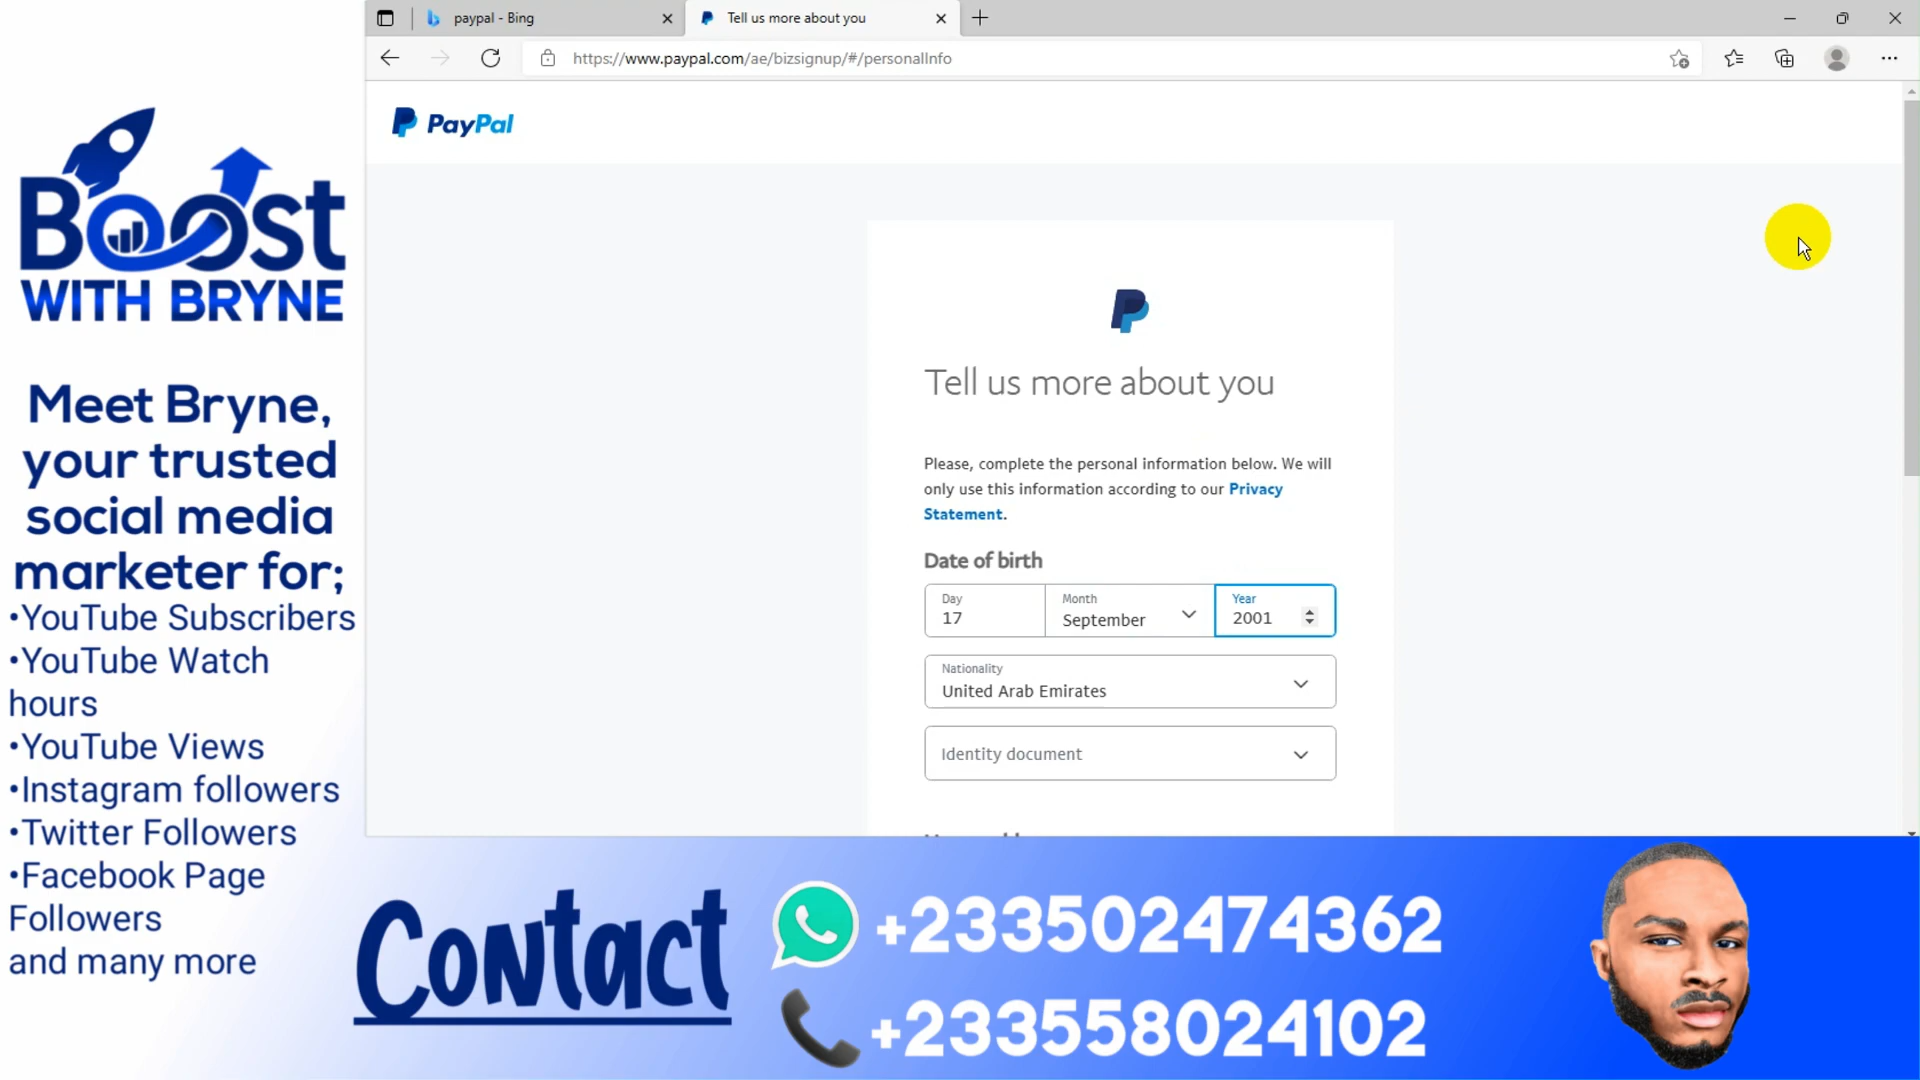 paypal - Bing
Tell us more about you
https://www.paypal.com/ae/bizsignup/#/personalInfo
PayPal
Boost
WITH BRYNE
Meet Bryne,
your trusted
social media
marketer for;
•YouTube Subscribers
•YouTube Watch
hours
•YouTube Views
•Instagram followers
•Twitter Followers
•Facebook Page
Followers
and many more
Tell us more about you
Please, complete the personal information below. We will
only use this information according to our Privacy
Statement.
Date of birth
Day
17
Month
September
Year
2001
Nationality
United Arab Emirates
Identity document
Contact
+233502474362
+233558024102